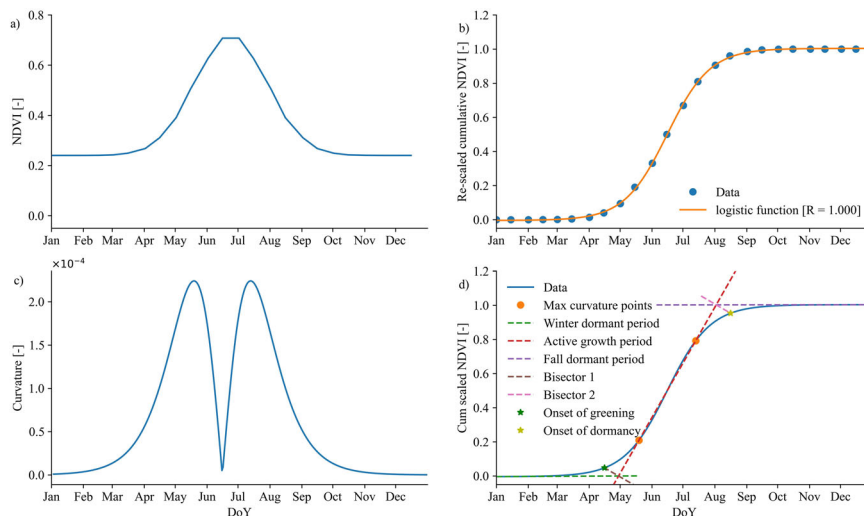 a)
0.8
0.6
0.4
0.2
0.0
NDVI [-]
Jan Feb Mar Apr May Jun Jul Aug Sep Oct Nov Dec
b)
1.2
1.0
0.8
0.6
0.4
0.2
0.0
Re-scaled cumulative NDVI [-]
Data
logistic function [R = 1.000]
Jan Feb Mar Apr May Jun Jul Aug Sep Oct Nov Dec
c)
×10⁻⁴
2.0
1.5
1.0
0.5
0.0
Curvature [-]
Jan Feb Mar Apr May Jun Jul Aug Sep Oct Nov Dec
DoY
d)
1.2
1.0
0.8
0.6
0.4
0.2
0.0
Cum scaled NDVI [-]
Data
Max curvature points
Winter dormant period
Active growth period
Fall dormant period
Bisector 1
Bisector 2
Onset of greening
Onset of dormancy
Jan Feb Mar Apr May Jun Jul Aug Sep Oct Nov Dec
DoY